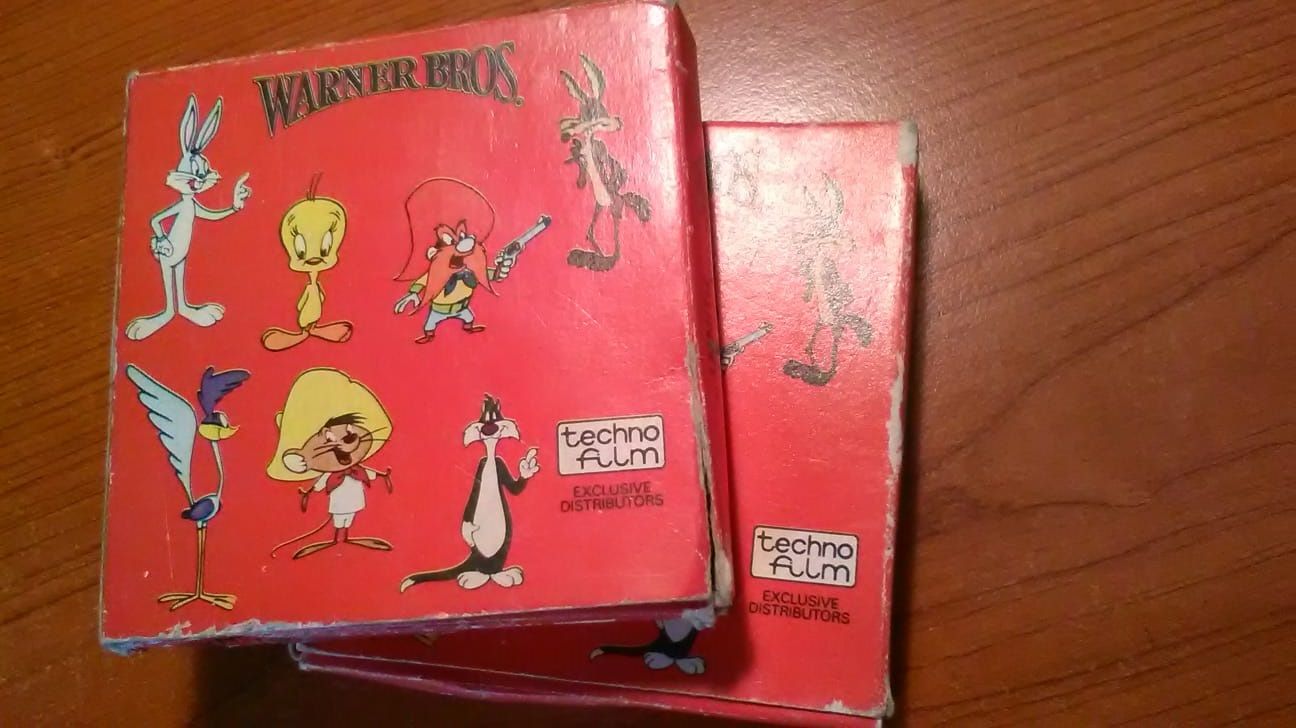 WARNER BROS.
techno
film
EXCLUSIVE
DISTRIBUTORS
techno
film
EXCLUSIVE
DISTRIBUTORS